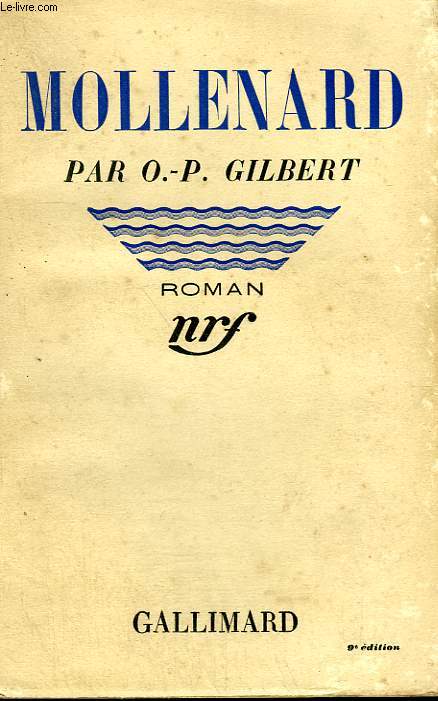 Le-livre.com
MOLLENARD
PAR O.-P. GILBERT
ROMAN
nrf
GALLIMARD
9e édition